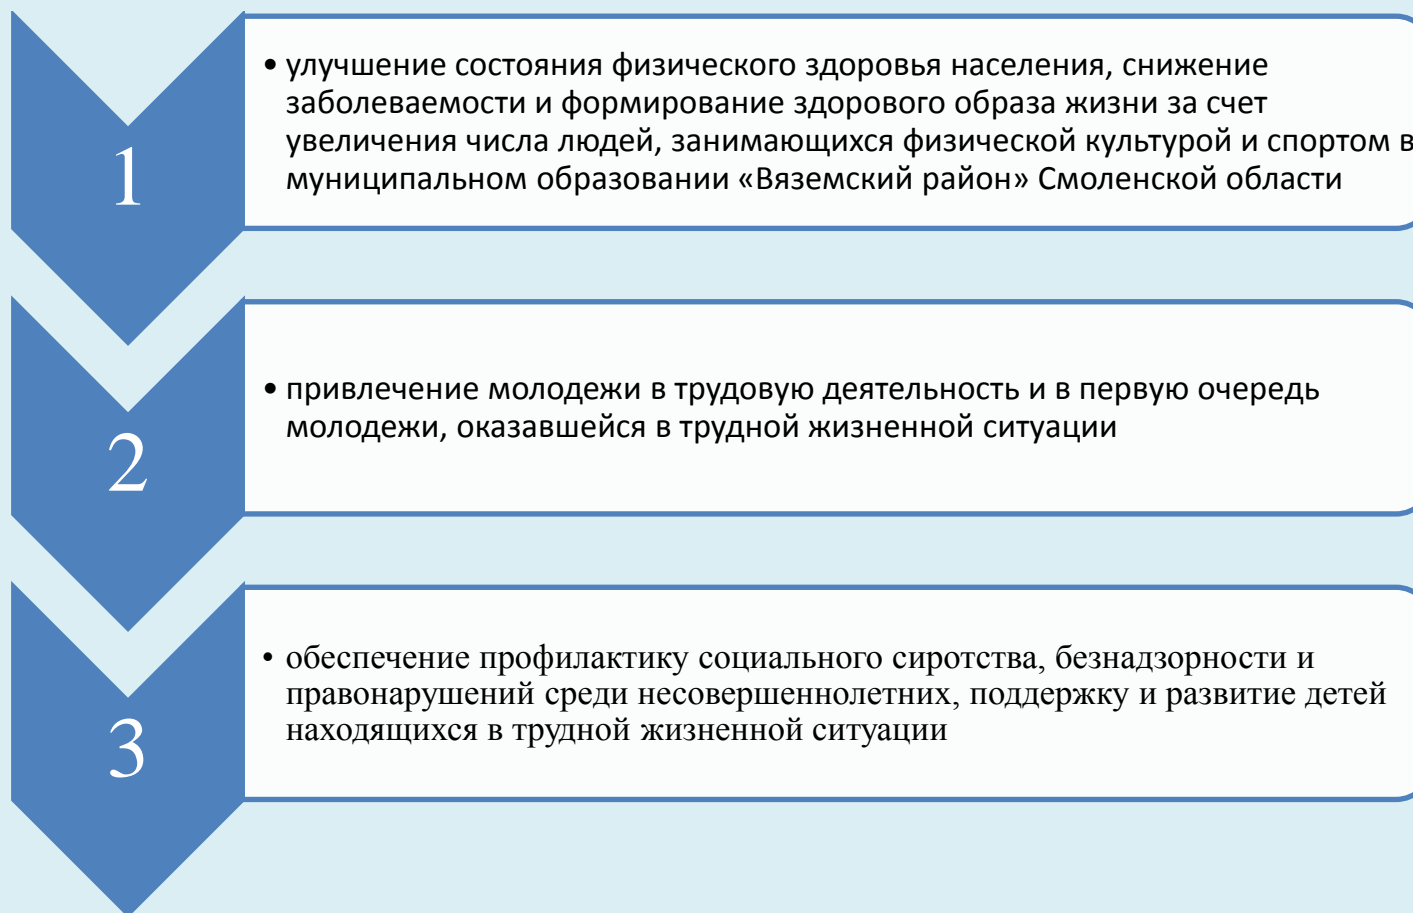 1
• улучшение состояния физического здоровья населения, снижение
заболеваемости и формирование здорового образа жизни за счет
увеличения числа людей, занимающихся физической культурой и спортом в
муниципальном образовании «Вяземский район» Смоленской области
2
• привлечение молодежи в трудовую деятельность и в первую очередь
молодежи, оказавшейся в трудной жизненной ситуации
3
• обеспечение профилактику социального сиротства, безнадзорности и
правонарушений среди несовершеннолетних, поддержку и развитие детей
находящихся в трудной жизненной ситуации